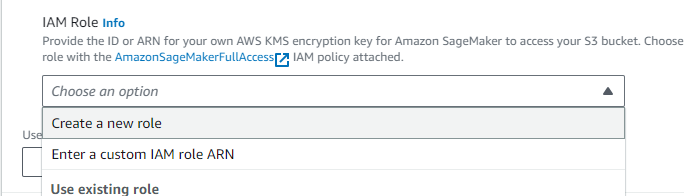 IAM Role Info
Provide the ID or ARN for your own AWS KMS encryption key for Amazon SageMaker to access your S3 bucket. Choose
role with the AmazonSageMakerFullAccess IAM policy attached.
Choose an option
Create a new role
Use
Enter a custom IAM role ARN
Use existing role